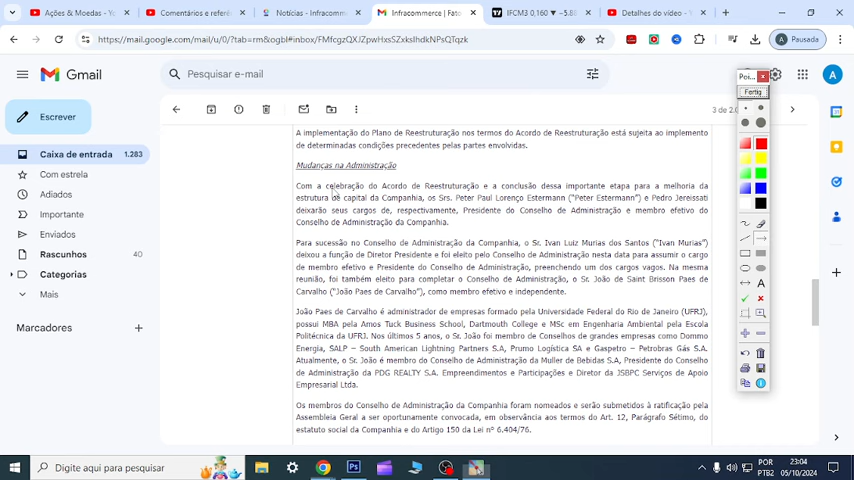 Ações & Moedas - Yo
Comentários e referê
Notícias - Infracomm
Infracommerce | Fato
IFCM3 0,160 ▼ −5.88
Detalhes do vídeo - Yo
https://mail.google.com/mail/u/0/?tab=rm&ogbl#inbox/FMfcgzQXJZpwHxsSZxkslhdkNPsQTqzk
Pausada
Gmail
Pesquisar e-mail
Escrever
Caixa de entrada 1.283
Com estrela
Adiados
Importante
Enviados
Rascunhos 40
Categorias
Mais
Marcadores
3 de 2.0
A implementação do Plano de Reestruturação nos termos do Acordo de Reestruturação está sujeita ao implemento
de determinadas condições precedentes pelas partes envolvidas.
Mudanças na Administração
Com a celebração do Acordo de Reestruturação e a conclusão dessa importante etapa para a melhoria da
estrutura de capital da Campanhia, os Srs. Peter Paul Lorenço Estermann ("Peter Estermann") e Pedro Jereissati
deixarão seus cargos de, respectivamente, Presidente do Conselho de Administração e membro efetivo do
Conselho de Administração da Companhia.
Para sucessão no Conselho de Administração da Companhia, o Sr. Ivan Luiz Murias dos Santos ("Ivan Murias")
deixou a função de Diretor Presidente e foi eleito pelo Conselho de Administração nesta data para assumir o cargo
de membro efetivo e Presidente do Conselho de Administração, preenchendo um dos cargos vagos. Na mesma
reunião, foi também eleito para completar o Conselho de Administração, o Sr. João de Saint Brisson Paes de
Carvalho ("João Paes de Carvalho"), como membro efetivo e independente.
João Paes de Carvalho é administrador de empresas formado pela Universidade Federal do Rio de Janeiro (UFRJ),
possui MBA pela Amos Tuck Business School, Dartmouth College e MSc em Engenharia Ambiental pela Escola
Politécnica da UFRJ. Nos últimos 5 anos, o Sr. João foi membro de Conselhos de grandes empresas como Dommo
Energia, SALP – South American Lightning Partners S.A, Prumo Logística SA e Gaspetro – Petrobras Gás S.A.
Atualmente, o Sr. João é membro do Conselho de Administração da Muller de Bebidas S.A, Presidente do Conselho
de Administração da PDG REALTY S.A. Empreendimentos e Participações e Diretor da JSBPC Serviços de Apoio
Empresarial Ltda.
Os membros do Conselho de Administração da Companhia foram nomeados e serão submetidos à ratificação pela
Assembleia Geral a ser oportunamente convocada, em observância aos termos do Art. 12, Parágrafo Sétimo, do
estatuto social da Companhia e do Artigo 150 da Lei nº 6.404/76.
Poi...
Fertig
A
Digite aqui para pesquisar
POR
PTB2
23:04
05/10/2024